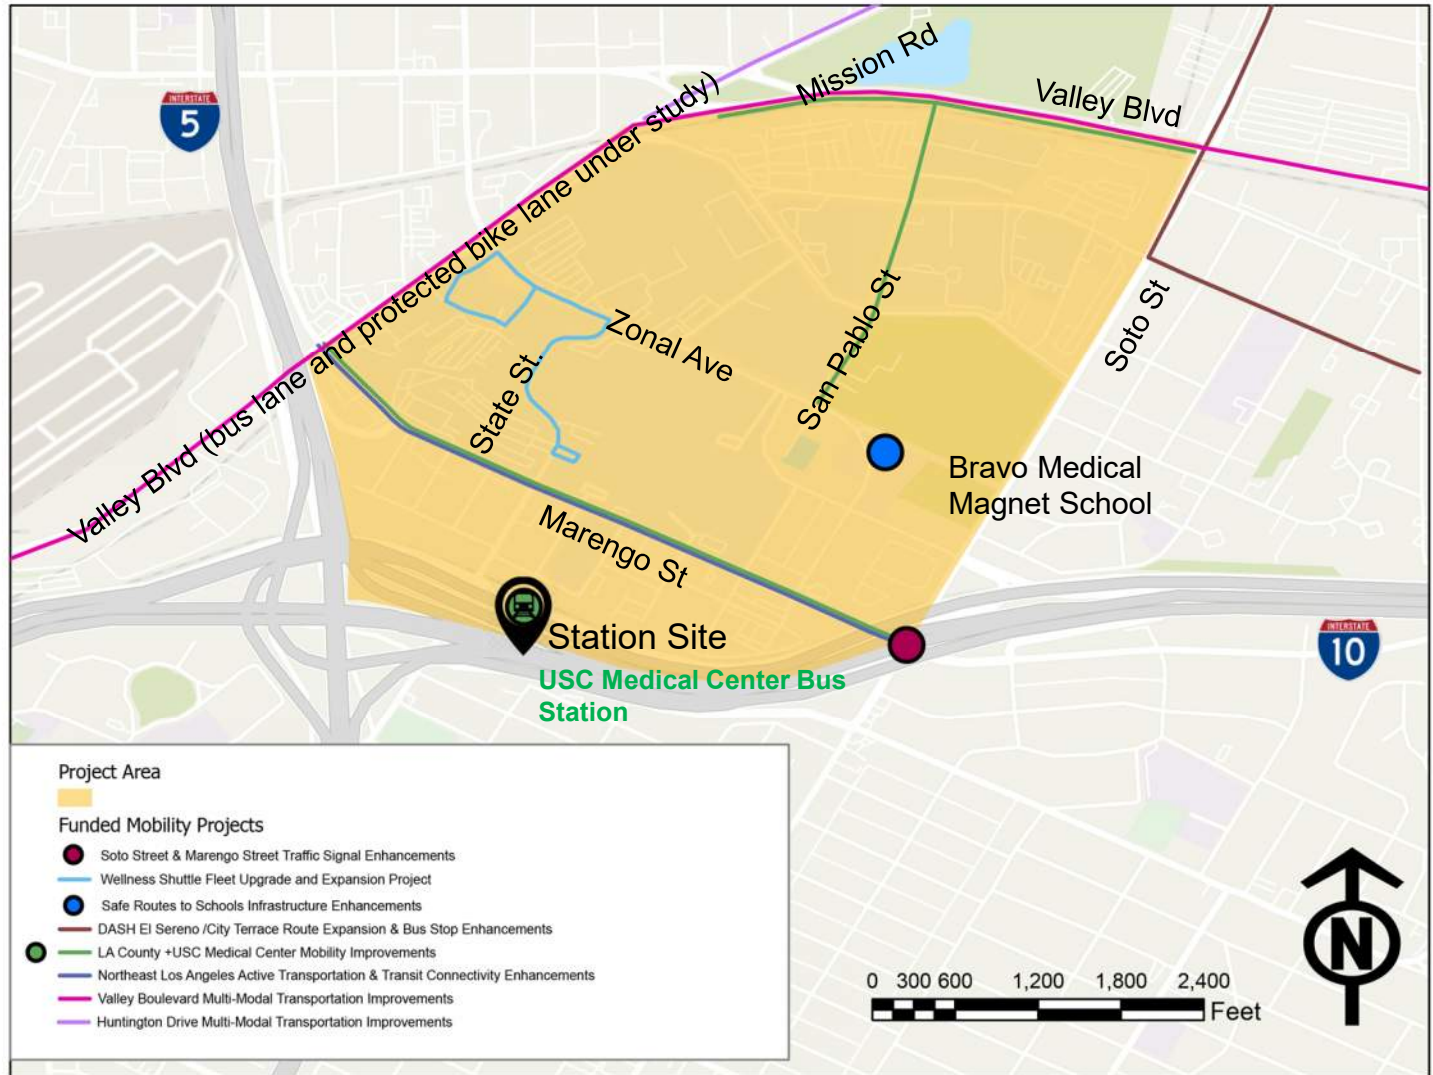 Mission Rd
Valley Blvd
INTERSTATE
5
Valley Blvd (bus lane and protected bike lane under study)
Zonal Ave
San Pablo St
Soto St
State St.
Bravo Medical
Magnet School
Marengo St
Station Site
USC Medical Center Bus
Station
INTERSTATE
10
Project Area
Funded Mobility Projects
Soto Street & Marengo Street Traffic Signal Enhancements
Wellness Shuttle Fleet Upgrade and Expansion Project
Safe Routes to Schools Infrastructure Enhancements
DASH El Sereno /City Terrace Route Expansion & Bus Stop Enhancements
LA County +USC Medical Center Mobility Improvements
Northeast Los Angeles Active Transportation & Transit Connectivity Enhancements
Valley Boulevard Multi-Modal Transportation Improvements
Huntington Drive Multi-Modal Transportation Improvements
0 300 600 1,200 1,800 2,400
Feet
N